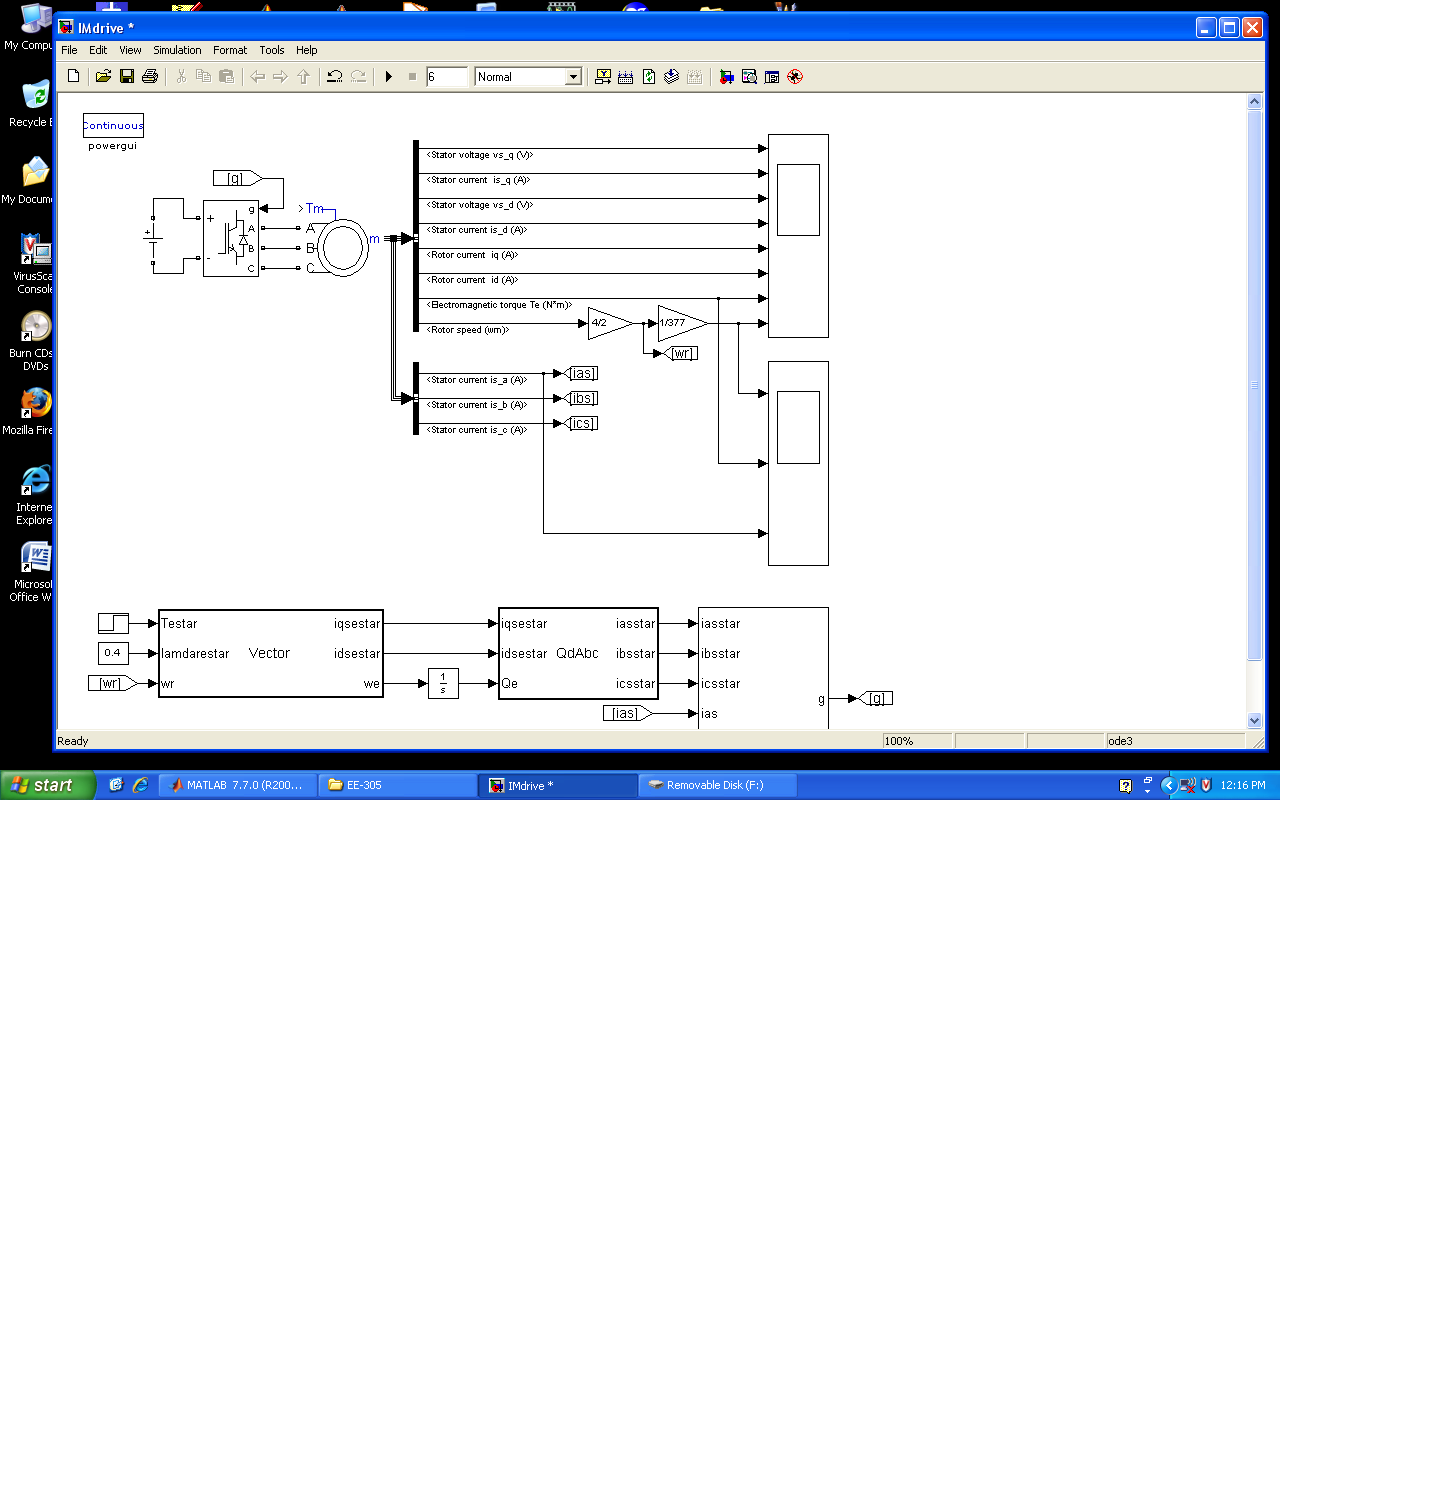 My Compu
IMdrive *
File Edit View Simulation Format Tools Help
6 Normal
Recycle B
My Docume
VirusScan
Console
Burn CDs
DVDs
Mozilla Fire
Interne
Explore
Microsof
Office W
Continuous
powergui
[g]
+
-
g
A
B
C
+
>Tm
A
B
C
m
<Stator voltage vs_q (V)>
<Stator current is_q (A)>
<Stator voltage vs_d (V)>
<Stator current is_d (A)>
<Rotor current iq (A)>
<Rotor current id (A)>
<Electromagnetic torque Te (N*m)>
<Rotor speed (wm)>
4/2
1/377
[wr]
<Stator current is_a (A)>
<Stator current is_b (A)>
<Stator current is_c (A)>
[ias]
[ibs]
[ics]
0.4
[wr]
Testar
lamdarestar
wr
Vector
iqsestar
idsestar
we
1
s
iqsestar
idsestar
Qe
QdAbc
iasstar
ibsstar
icsstar
[ias]
iasstar
ibsstar
icsstar
ias
g
[g]
Ready 100% ode3
start MATLAB 7.7.0 (R200... EE-305 IMdrive * Removable Disk (F:) 12:16 PM